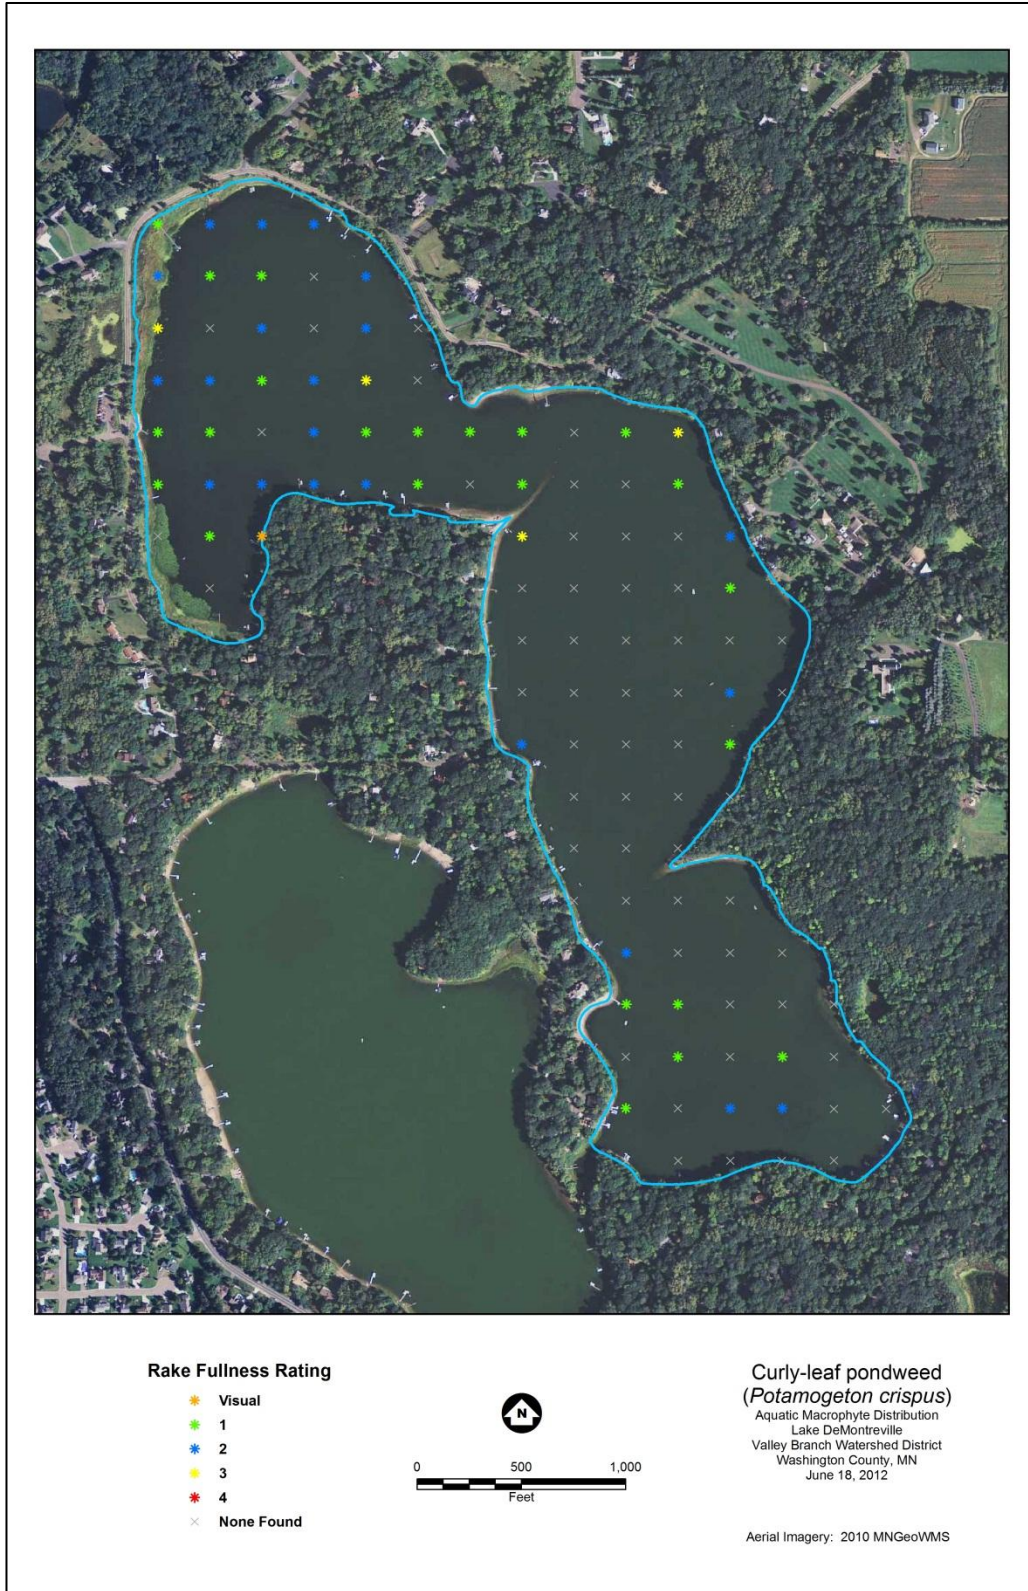 Rake Fullness Rating
Visual
1
2
3
4
None Found
N
0 500 1,000
Feet
Curly-leaf pondweed
(Potamogeton crispus)
Aquatic Macrophyte Distribution
Lake DeMontreville
Valley Branch Watershed District
Washington County, MN
June 18, 2012
Aerial Imagery: 2010 MNGeoWMS